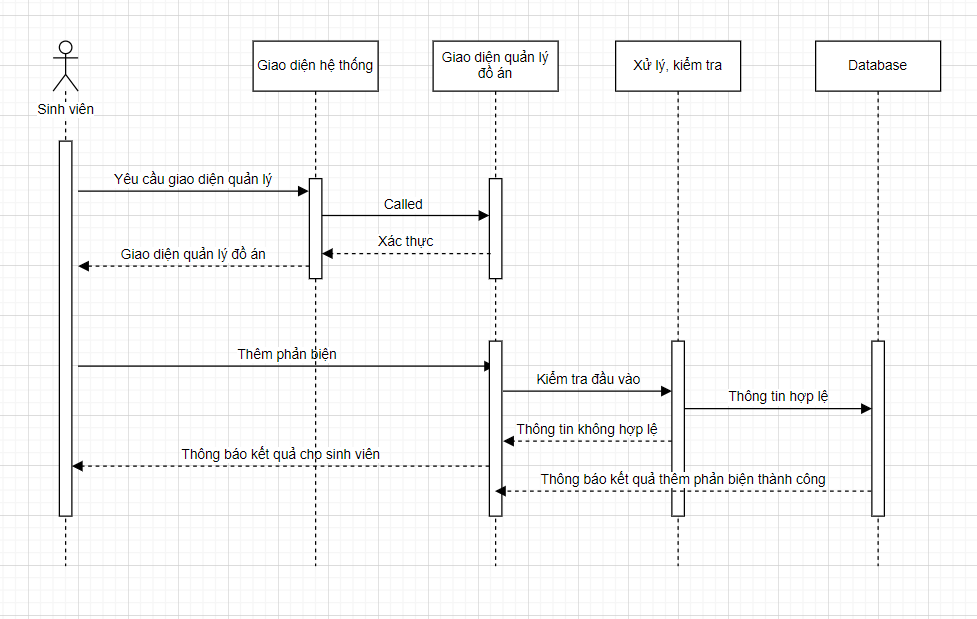 Giao diện hệ thống
Giao diện quản lý
đồ án
Xử lý, kiểm tra
Database
Sinh viên
Yêu cầu giao diện quản lý
Called
Xác thực
Giao diện quản lý đồ án
Thêm phản biện
Kiểm tra đầu vào
Thông tin hợp lệ
Thông tin không hợp lệ
Thông báo kết quả cho sinh viên
Thông báo kết quả thêm phản biện thành công